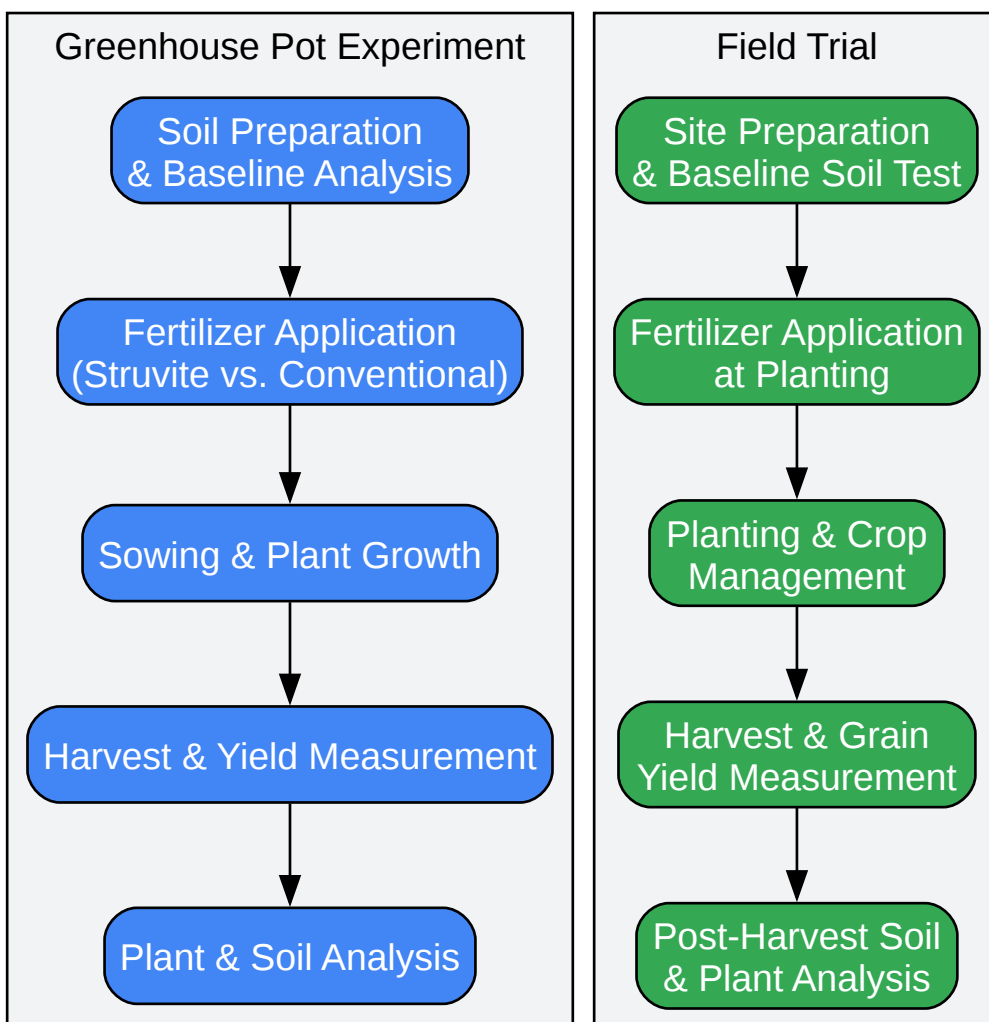 Greenhouse Pot Experiment
Soil Preparation
& Baseline Analysis
Fertilizer Application
(Struvite vs. Conventional)
Sowing & Plant Growth
Harvest & Yield Measurement
Plant & Soil Analysis
Field Trial
Site Preparation
& Baseline Soil Test
Fertilizer Application
at Planting
Planting & Crop
Management
Harvest & Grain
Yield Measurement
Post-Harvest Soil
& Plant Analysis